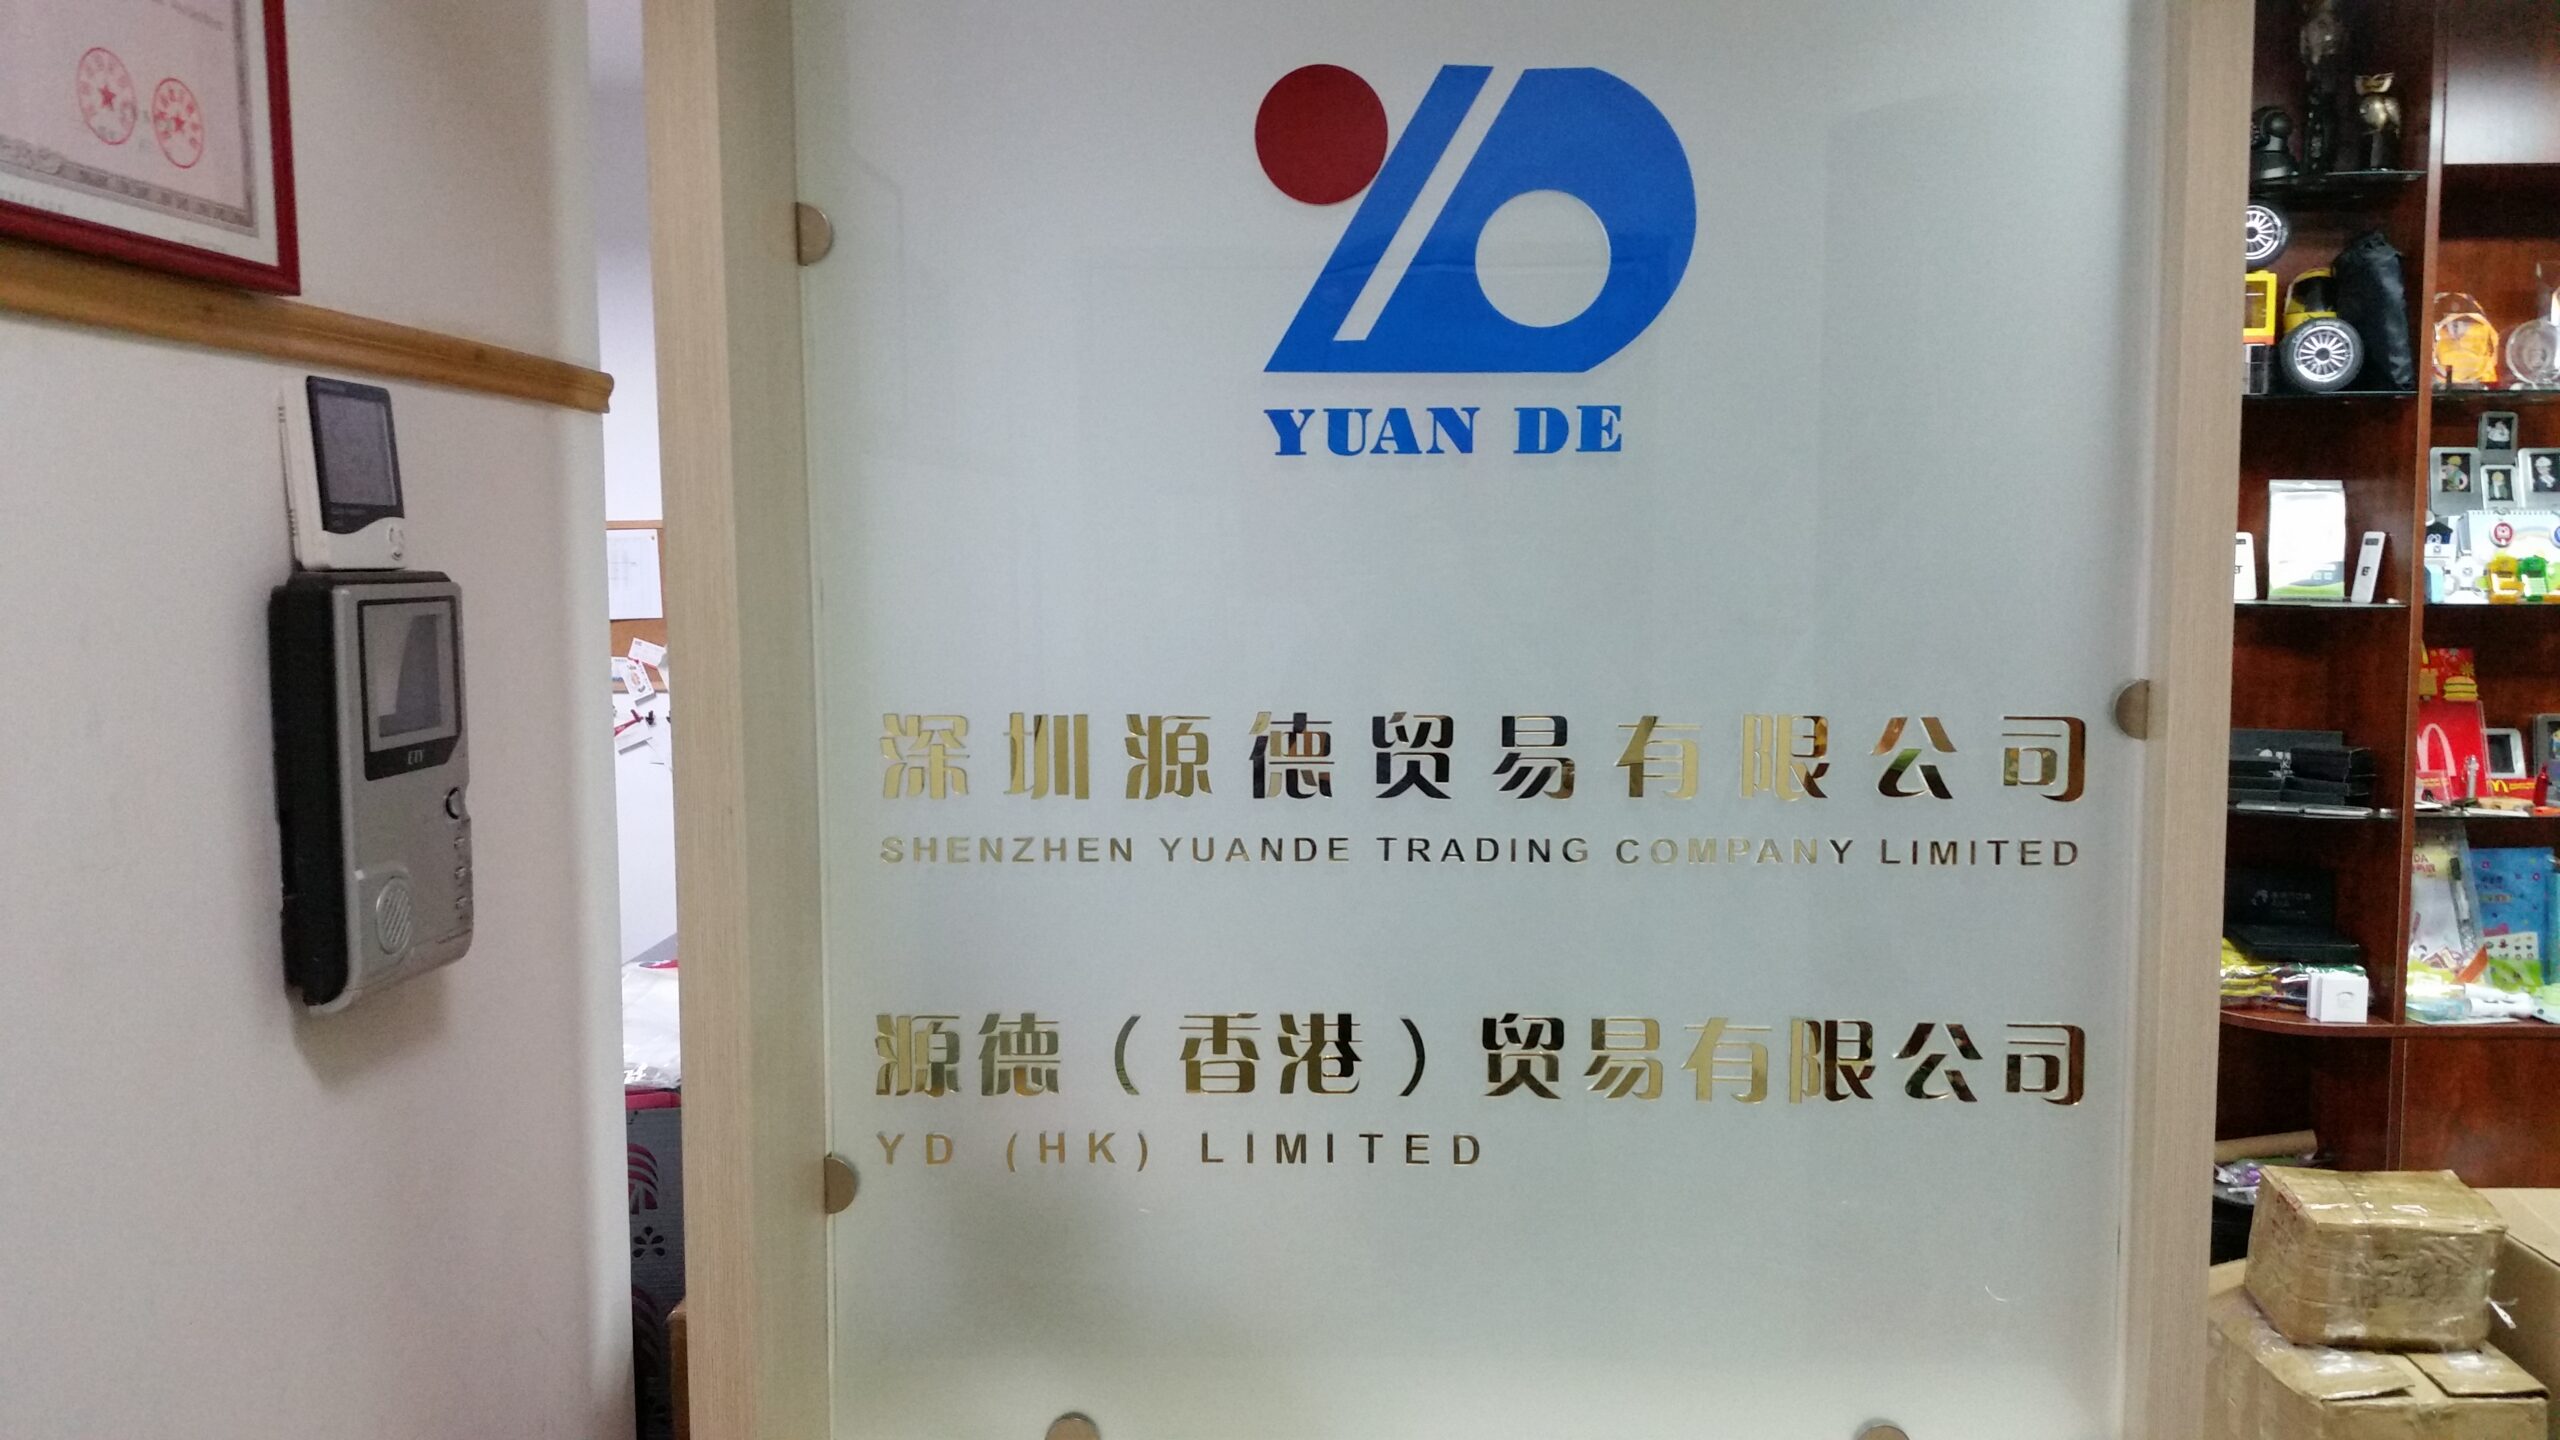 YUAN DE
深圳源德贸易有限公司
SHENZHEN YUANDE TRADING COMPANY LIMITED
源德（香港）贸易有限公司
YD (HK) LIMITED